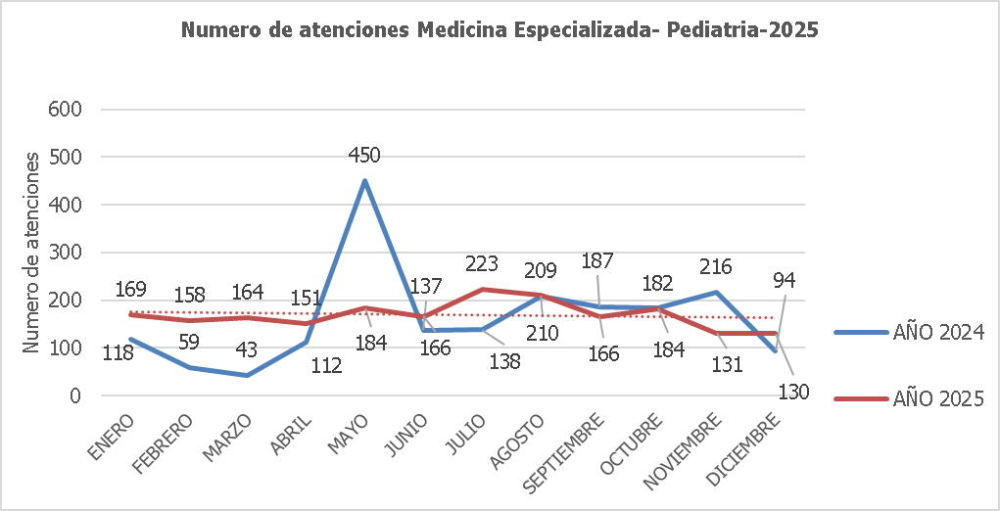 Numero de atenciones Medicina Especializada- Pediatria-2025
Numero de atenciones
600
500
400
300
200
100
0
450
169
158
164
151
137
223
209
187
182
216
94
118
59
43
112
184
166
138
210
166
184
131
130
ENERO
FEBRERO
MARZO
ABRIL
MAYO
JUNIO
JULIO
AGOSTO
SEPTIEMBRE
OCTUBRE
NOVIEMBRE
DICIEMBRE
AÑO 2024
AÑO 2025